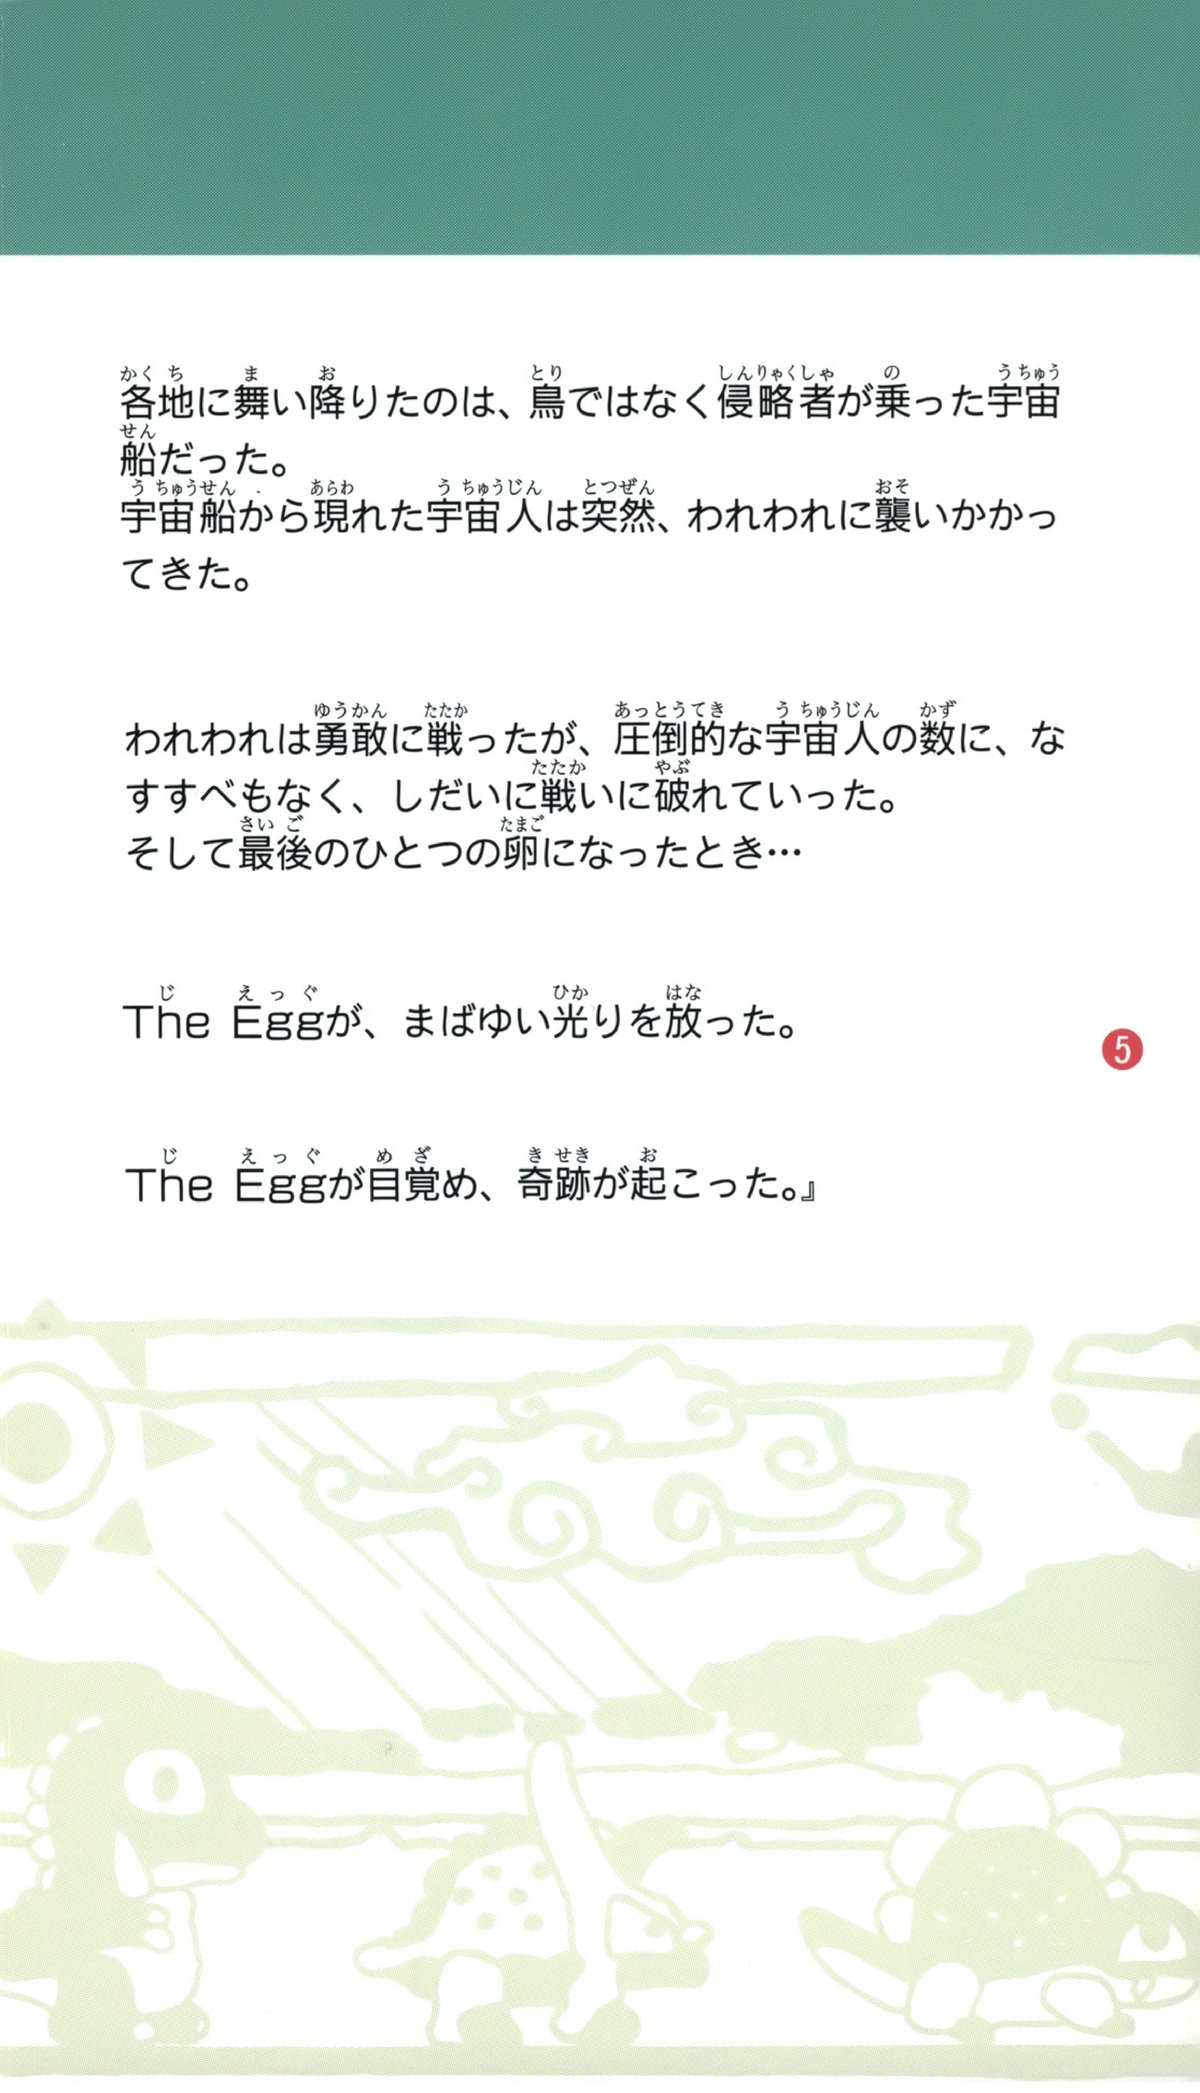 各地に舞い降りたのは、鳥ではなく侵略者が乗った宇宙
船だった。
宇宙船から現れた宇宙人は突然、われわれに襲いかかっ
てきた。
われわれは勇敢に戦ったが、圧倒的な宇宙人の数に、な
すすべもなく、しだいに戦いに破れていった。
そして最後のひとつの卵になったとき…
The Eggが、まばゆい光りを放った。
5
The Eggが目覚め、奇跡が起こった。』